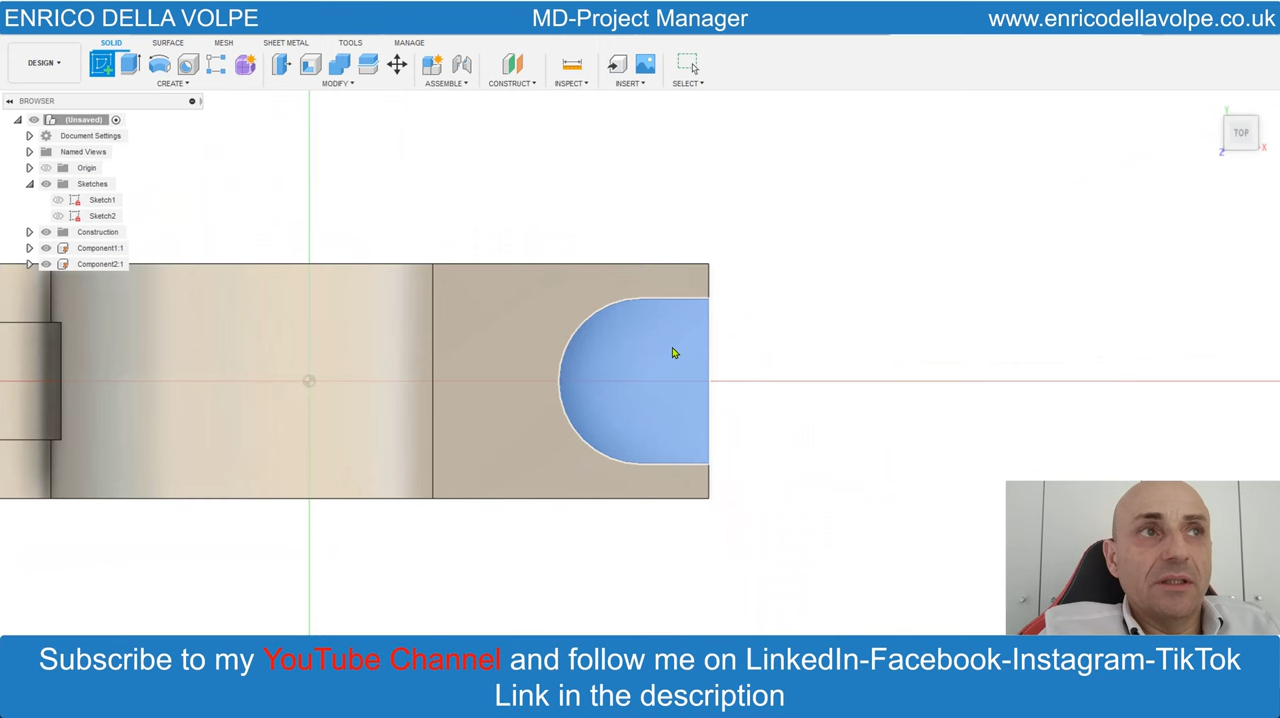 ENRICO DELLA VOLPE
MD-Project Manager
www.enricodellavolpe.co.uk
SOLID
SURFACE
MESH
SHEET METAL
TOOLS
MANAGE
DESIGN
CREATE
MODIFY
ASSEMBLE
CONSTRUCT
INSPECT
INSERT
SELECT
BROWSER
(Unsaved)
Document Settings
Named Views
Origin
Sketches
Sketch1
Sketch2
Construction
Component1:1
Component2:1
Y
TOP
X
Z
Subscribe to my YouTube Channel and follow me on LinkedIn-Facebook-Instagram-TikTok
Link in the description